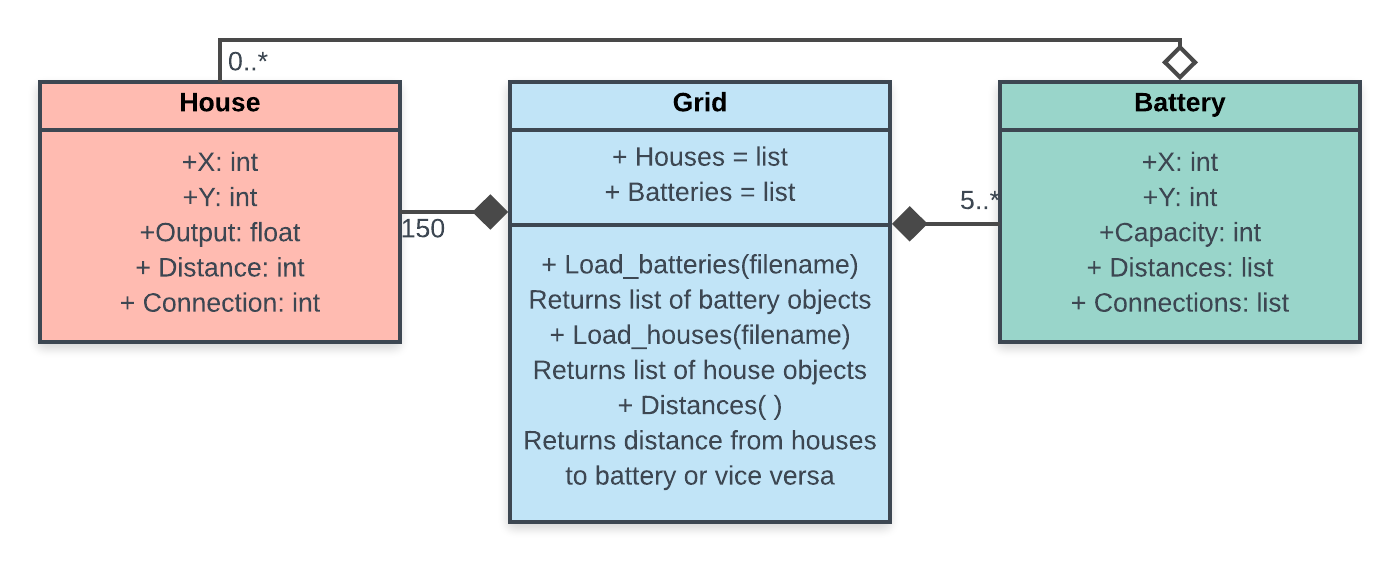 0..*
House
+X: int
+Y: int
+Output: float
+ Distance: int
+ Connection: int
150
Grid
+ Houses = list
+ Batteries = list
+ Load_batteries(filename)
Returns list of battery objects
+ Load_houses(filename)
Returns list of house objects
+ Distances( )
Returns distance from houses
to battery or vice versa
5..*
Battery
+X: int
+Y: int
+Capacity: int
+ Distances: list
+ Connections: list